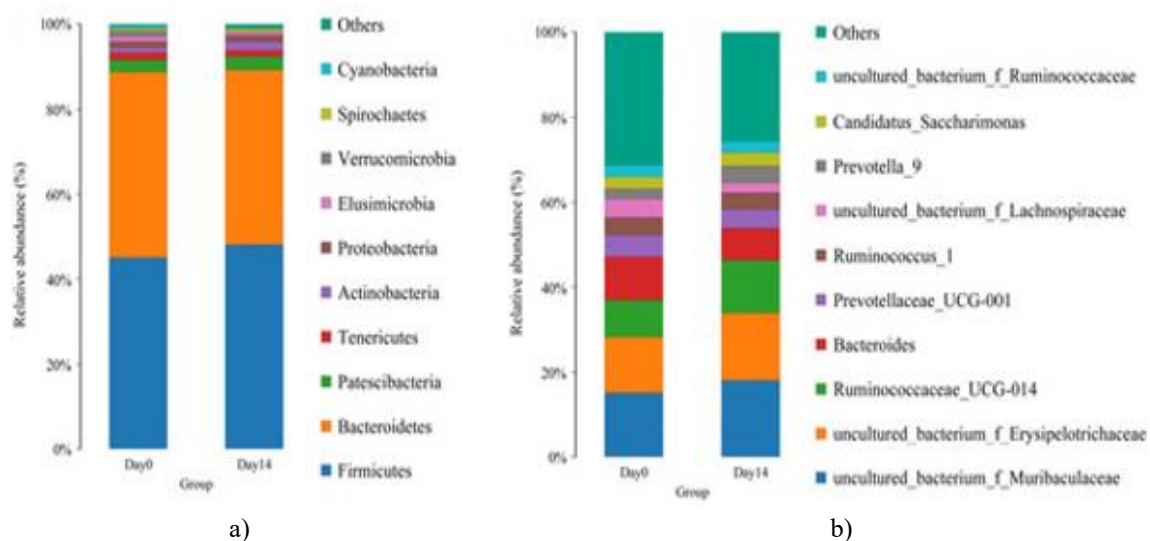 100%
80%
60%
40%
20%
0%
Relative abundance (%)
Day0
Day14
Group
Others
Cyanobacteria
Spirochaetes
Verrucomicrobia
Elusimicrobia
Proteobacteria
Actinobacteria
Tenericutes
Patescibacteria
Bacteroidetes
Firmicutes
a)
100%
80%
60%
40%
20%
0%
Relative abundance (%)
Day0
Day14
Group
Others
uncultured_bacterium_f_Ruminococcaceae
Candidatus_Saccharimonas
Prevotella_9
uncultured_bacterium_f_Lachnospiraceae
Ruminococcus_1
Prevotellaceae_UCG-001
Bacteroides
Ruminococcaceae_UCG-014
uncultured_bacterium_f_Erysipelotrichaceae
uncultured_bacterium_f_Muribaculaceae
b)